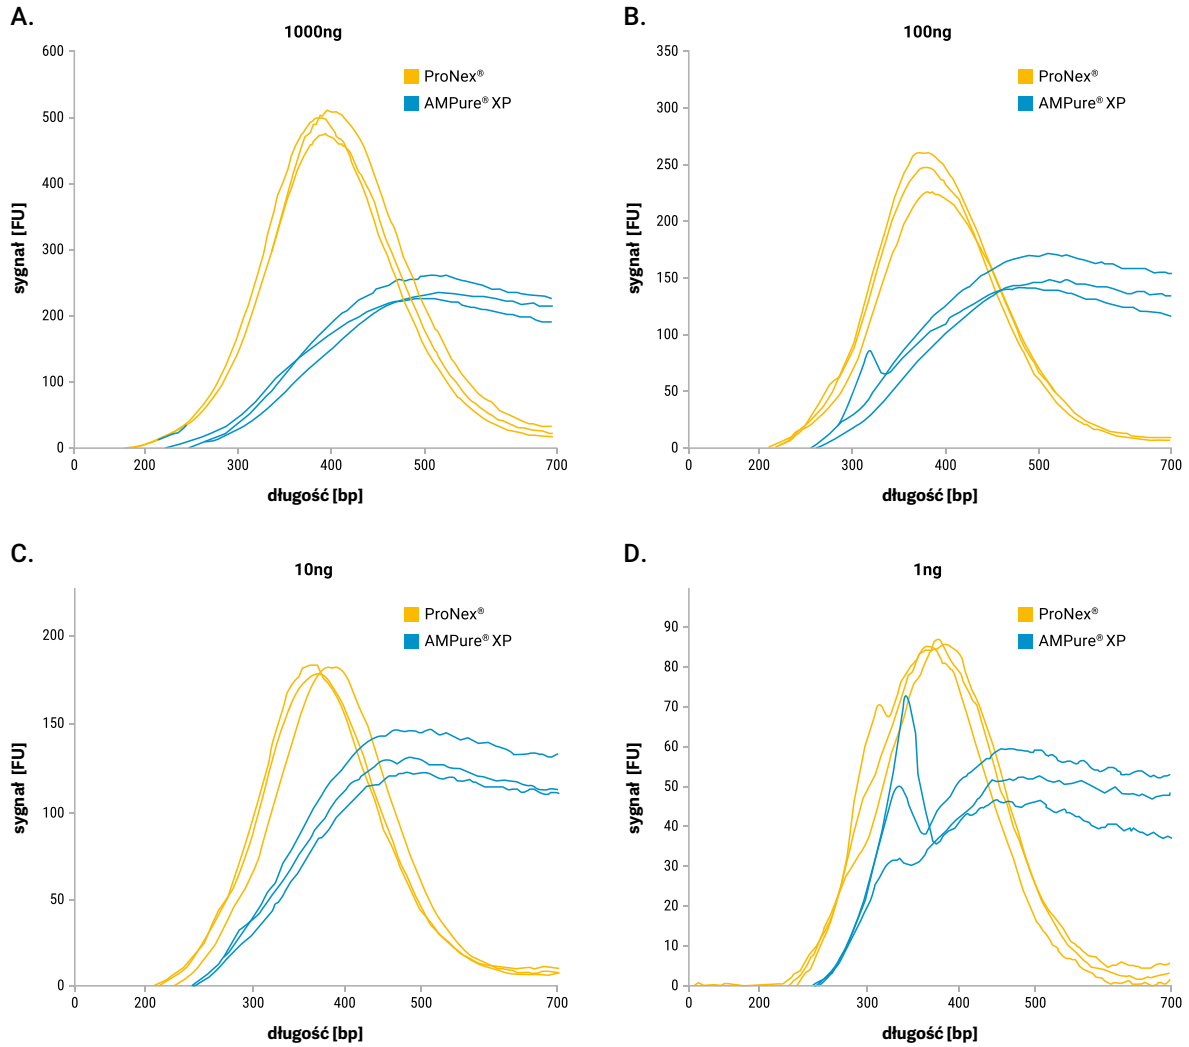 A.
1000ng
600
500
400
300
200
100
0
0 200 300 400 500 700
sygnał [FU]
długość [bp]
ProNex®
AMPure® XP
B.
100ng
350
300
250
200
150
100
50
0
0 200 300 400 500 700
sygnał [FU]
długość [bp]
ProNex®
AMPure® XP
C.
10ng
200
150
100
50
0
0 200 300 400 500 700
sygnał [FU]
długość [bp]
ProNex®
AMPure® XP
D.
1ng
90
80
70
60
50
40
30
20
10
0
0 200 300 400 500 700
sygnał [FU]
długość [bp]
ProNex®
AMPure® XP